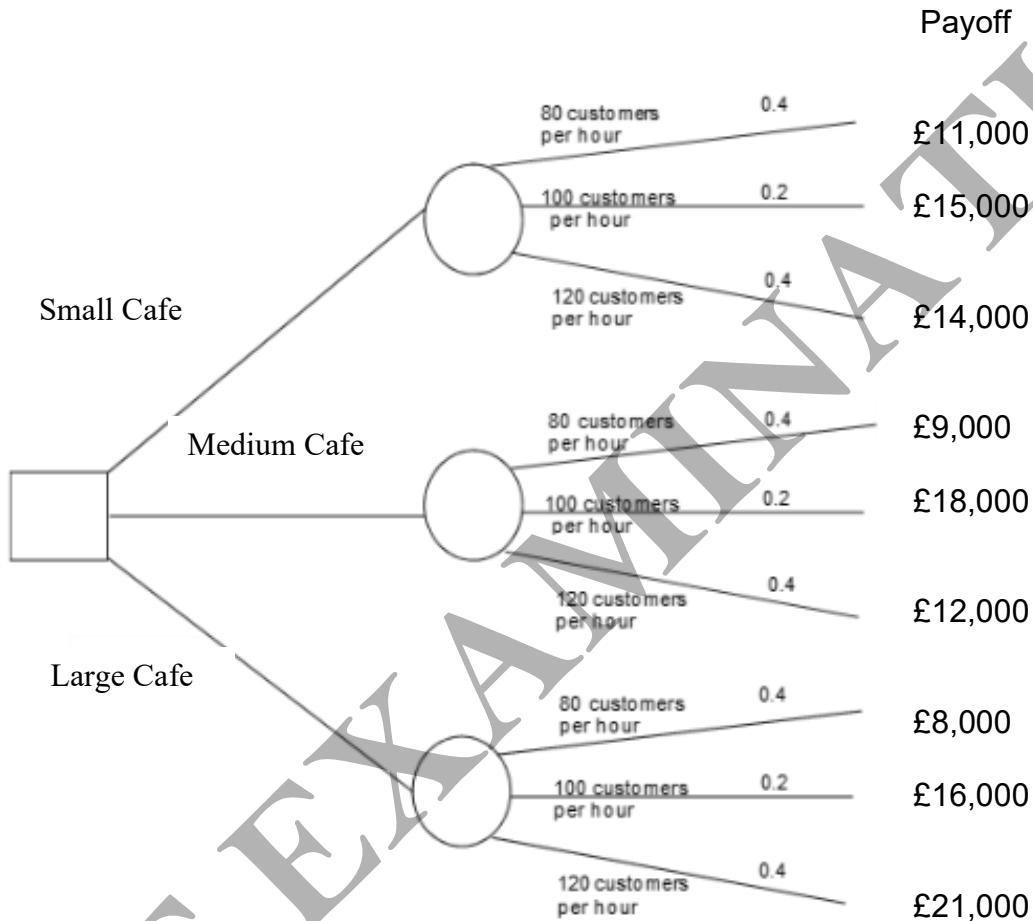 Payoff
80 customers
per hour
0.4
£11,000
100 customers
per hour
0.2
£15,000
120 customers
per hour
0.4
£14,000
Small Cafe
80 customers
per hour
0.4
£9,000
Medium Cafe
100 customers
per hour
0.2
£18,000
120 customers
per hour
0.4
£12,000
Large Cafe
80 customers
per hour
0.4
£8,000
100 customers
per hour
0.2
£16,000
120 customers
per hour
0.4
£21,000
EXAMINAT